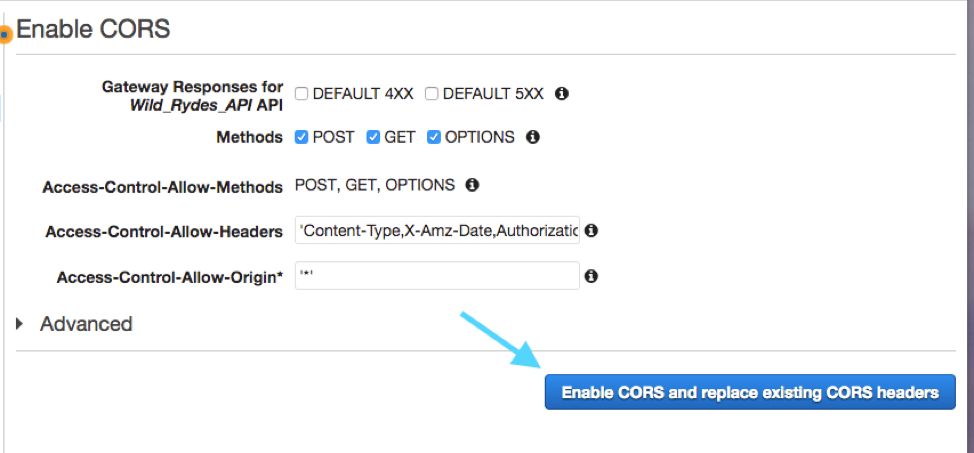 Enable CORS
Gateway Responses for
Wild_Rydes_API API
DEFAULT 4XX DEFAULT 5XX
Methods POST GET OPTIONS
Access-Control-Allow-Methods POST, GET, OPTIONS
Access-Control-Allow-Headers 'Content-Type,X-Amz-Date,
Access-Control-Allow-Origin* '*'
Advanced
Enable CORS and replace existing CORS headers